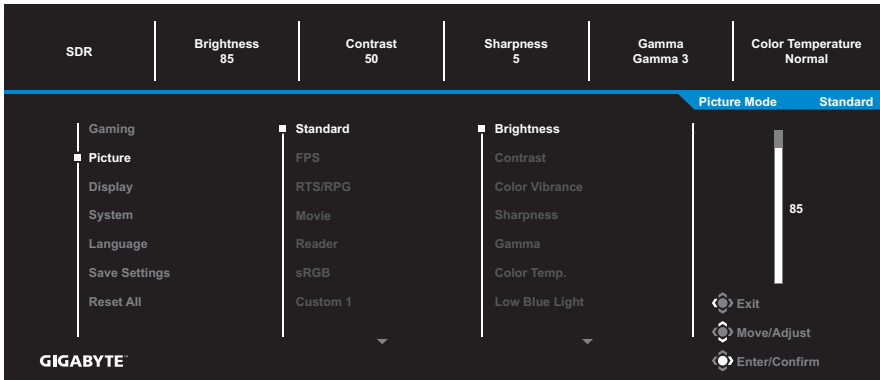 SDR
Brightness
85
Contrast
50
Sharpness
5
Gamma
Gamma 3
Color Temperature
Normal
Picture Mode Standard
Gaming
Picture
Display
System
Language
Save Settings
Reset All
Standard
FPS
RTS/RPG
Movie
Reader
sRGB
Custom 1
Brightness
Contrast
Color Vibrance
Sharpness
Gamma
Color Temp.
Low Blue Light
85
Exit
Move/Adjust
Enter/Confirm
GIGABYTE™